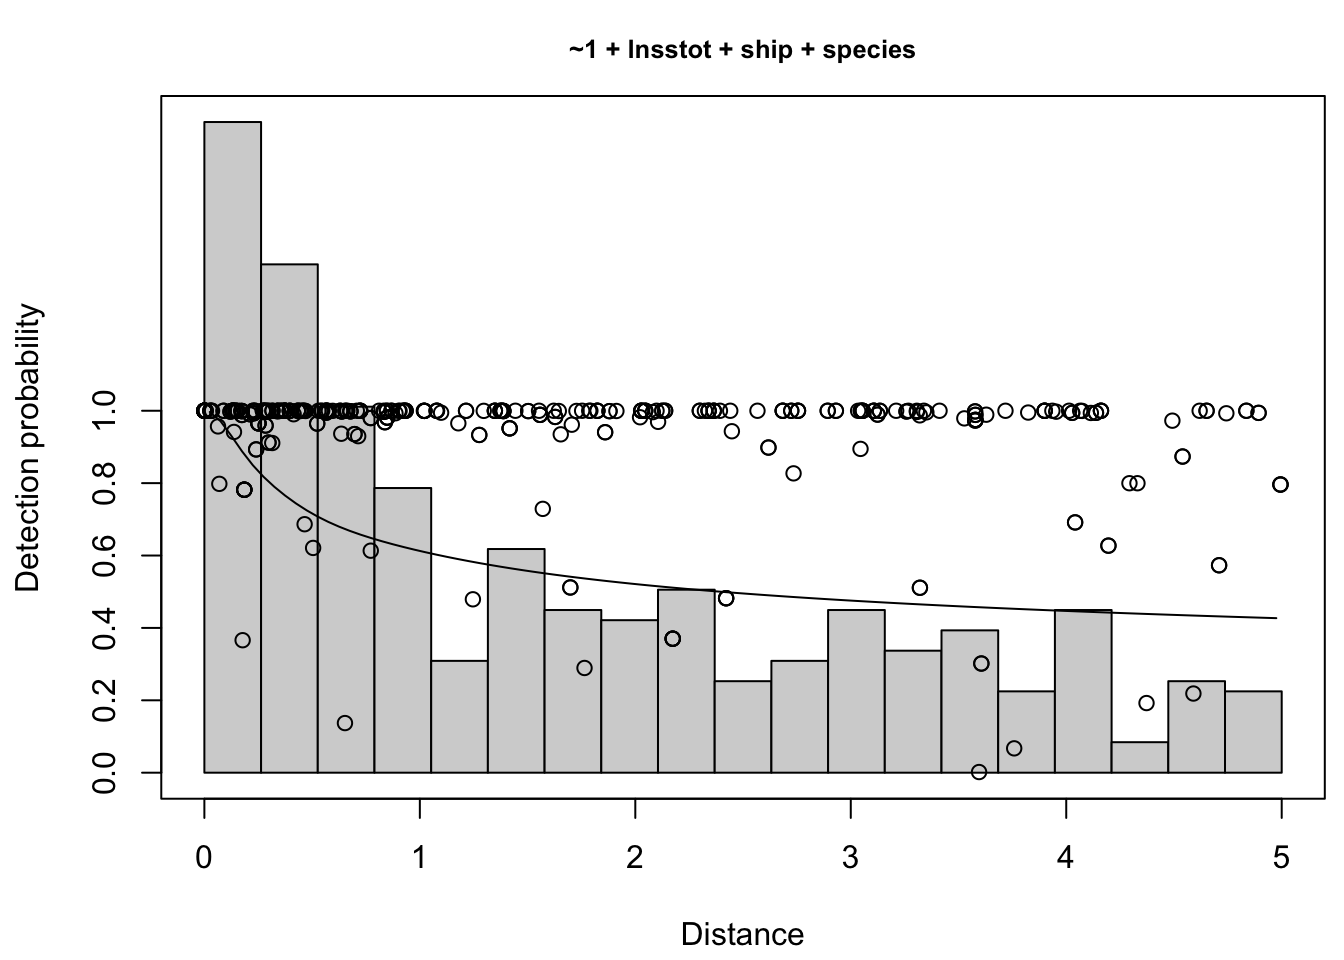 ~1 + lnsstot + ship + species
Detection probability
1.0
0.8
0.6
0.4
0.2
0.0
0 1 2 3 4 5
Distance